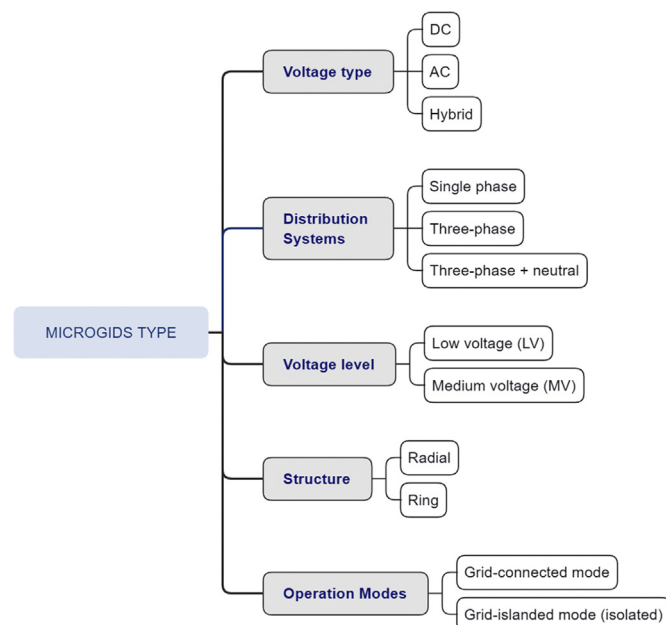 MICROGIDS TYPE
Voltage type
DC
AC
Hybrid
Distribution
Systems
Single phase
Three-phase
Three-phase + neutral
Voltage level
Low voltage (LV)
Medium voltage (MV)
Structure
Radial
Ring
Operation Modes
Grid-connected mode
Grid-islanded mode (isolated)